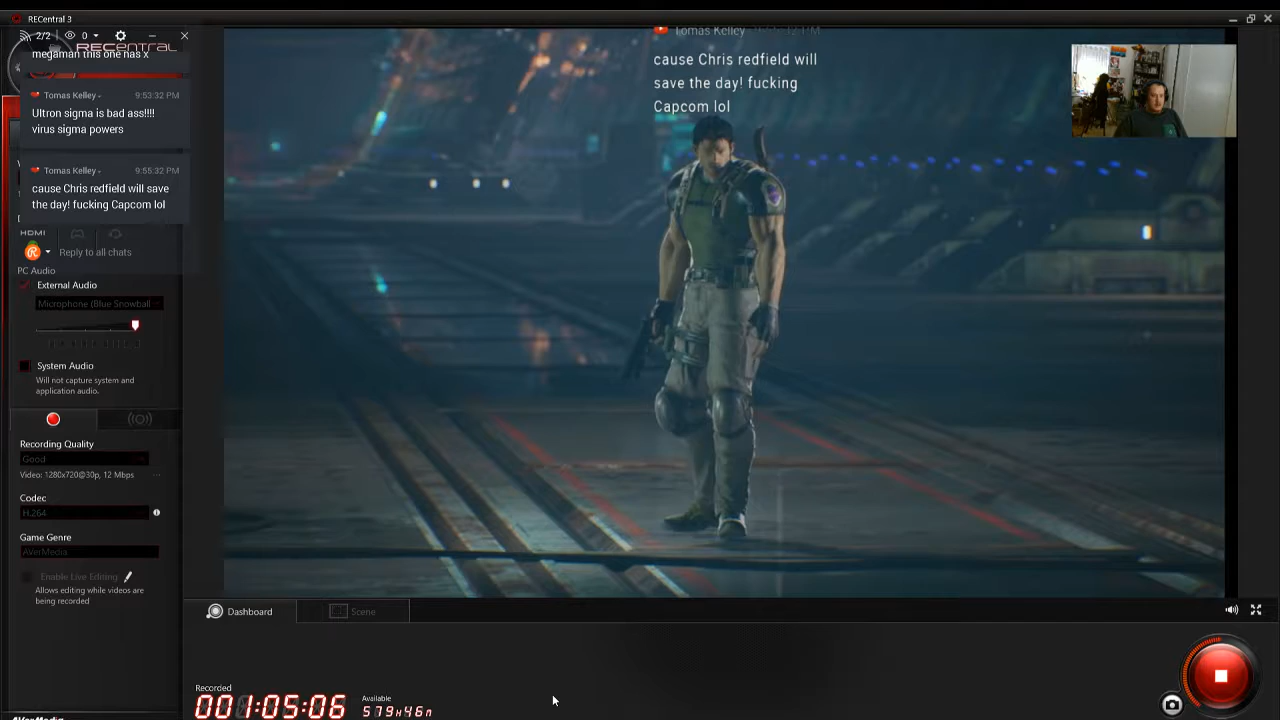 RECentral 3
2/2
0
RECENTRAL
megaman this one has x
Tomas Kelley
9:53:32 PM
Ultron sigma is bad ass!!!!
virus sigma powers
Tomas Kelley
9:55:32 PM
cause Chris redfield will save
the day! fucking Capcom lol
HDMI
Reply to all chats
PC Audio
External Audio
Microphone (Blue Snowball
System Audio
Will not capture system and
application audio.
Recording Quality
Good
Video: 1280x720@30p, 12 Mbps
Codec
H.264
Game Genre
AVerMedia
Enable Live Editing
Allows editing while videos are
being recorded
AVerMedia
Tomas Kelley
cause Chris redfield will
save the day! fucking
Capcom lol
Dashboard
Scene
Recorded
001:05:06
Available
579H46m